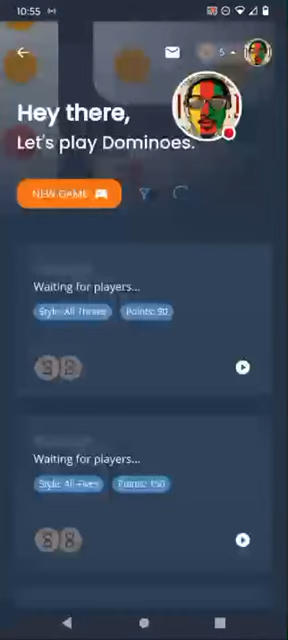 10:55
5
Hey there,
Let's play Dominoes.
NEW GAME
Waiting for players...
Style: All Threes
Points: 90
Waiting for players...
Style: All Fives
Points: 150